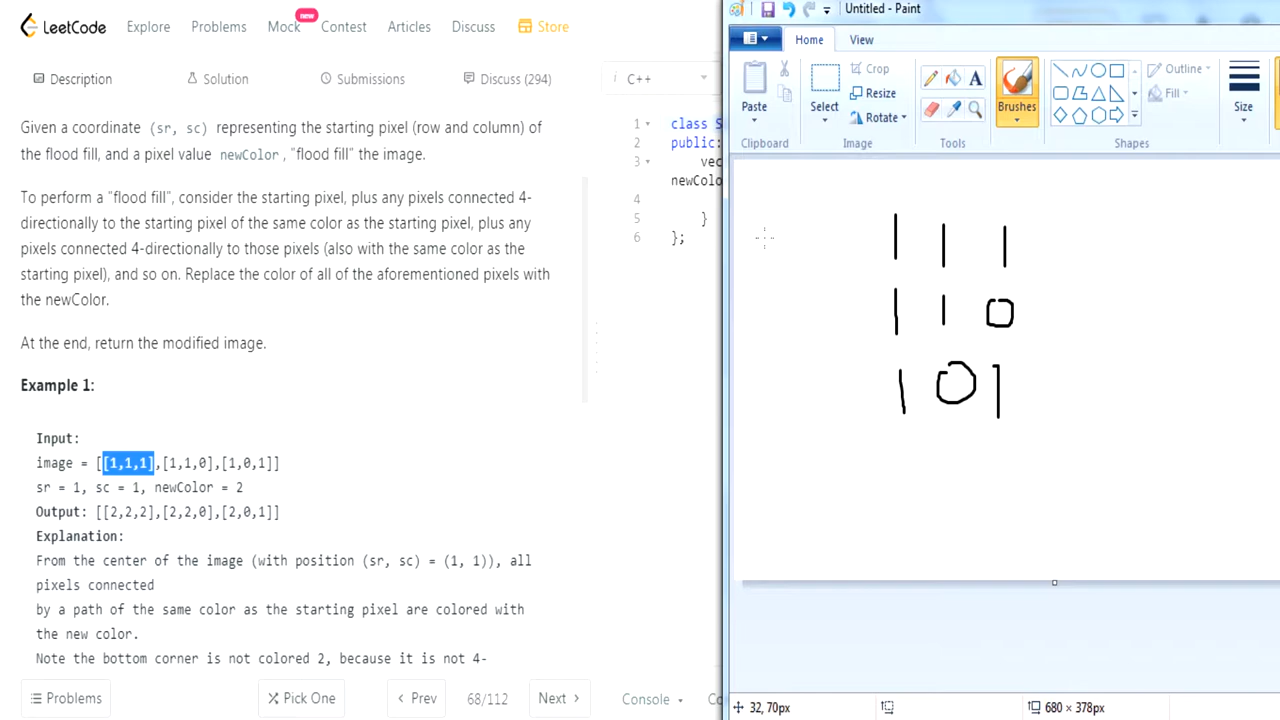 LeetCode Explore Problems Mock new Contest Articles Discuss Store
Description Solution Submissions Discuss (294)
Given a coordinate (sr, sc) representing the starting pixel (row and column) of
the flood fill, and a pixel value newColor, "flood fill" the image.
To perform a "flood fill", consider the starting pixel, plus any pixels connected 4-
directionally to the starting pixel of the same color as the starting pixel, plus any
pixels connected 4-directionally to those pixels (also with the same color as the
starting pixel), and so on. Replace the color of all of the aforementioned pixels with
the newColor.
At the end, return the modified image.
Example 1:
Input:
image = [[1,1,1],[1,1,0],[1,0,1]]
sr = 1, sc = 1, newColor = 2
Output: [[2,2,2],[2,2,0],[2,0,1]]
Explanation:
From the center of the image (with position (sr, sc) = (1, 1)), all
pixels connected
by a path of the same color as the starting pixel are colored with
the new color.
Note the bottom corner is not colored 2, because it is not 4-
Problems Pick One Prev 68/112 Next
i C++
1 class S
2 public:
3 vec
newColo
4
5 }
6 };
Console Co
Untitled - Paint
Home View
Paste Select Crop Resize Rotate A Brushes Outline Fill Size
Clipboard Image Tools Shapes
1 1 1
1 1 0
1 0 1
32, 70px 680 × 378px